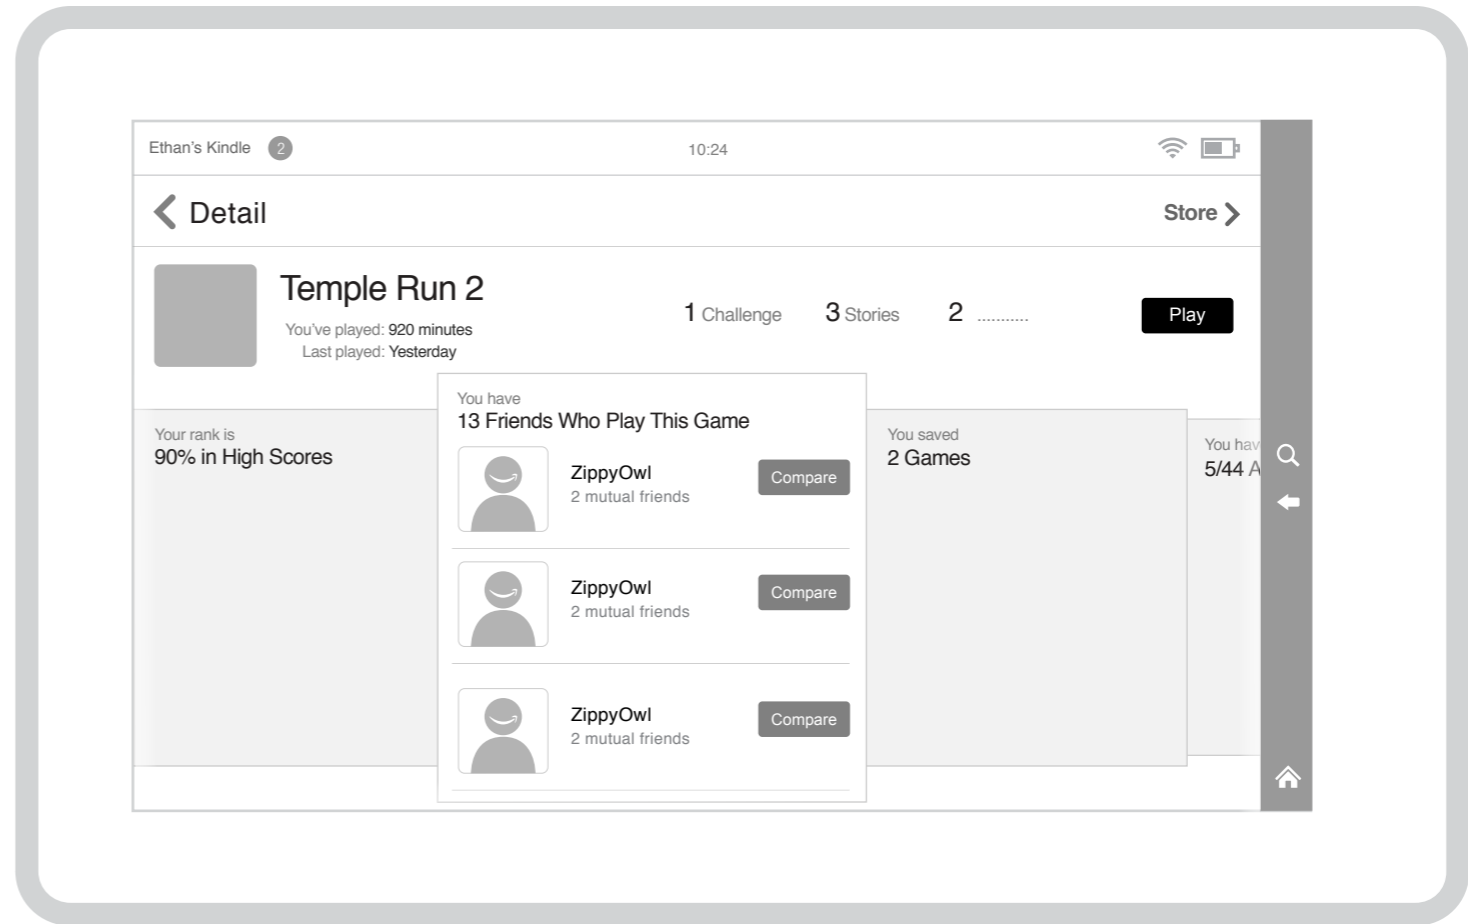 Ethan’s Kindle 2
10:24
Detail
Store
Temple Run 2
You’ve played: 920 minutes
Last played: Yesterday
1 Challenge
3 Stories
2 ...........
Play
Your rank is
90% in High Scores
You have
13 Friends Who Play This Game
ZippyOwl
2 mutual friends
Compare
ZippyOwl
2 mutual friends
Compare
ZippyOwl
2 mutual friends
Compare
You saved
2 Games
You hav
5/44 A